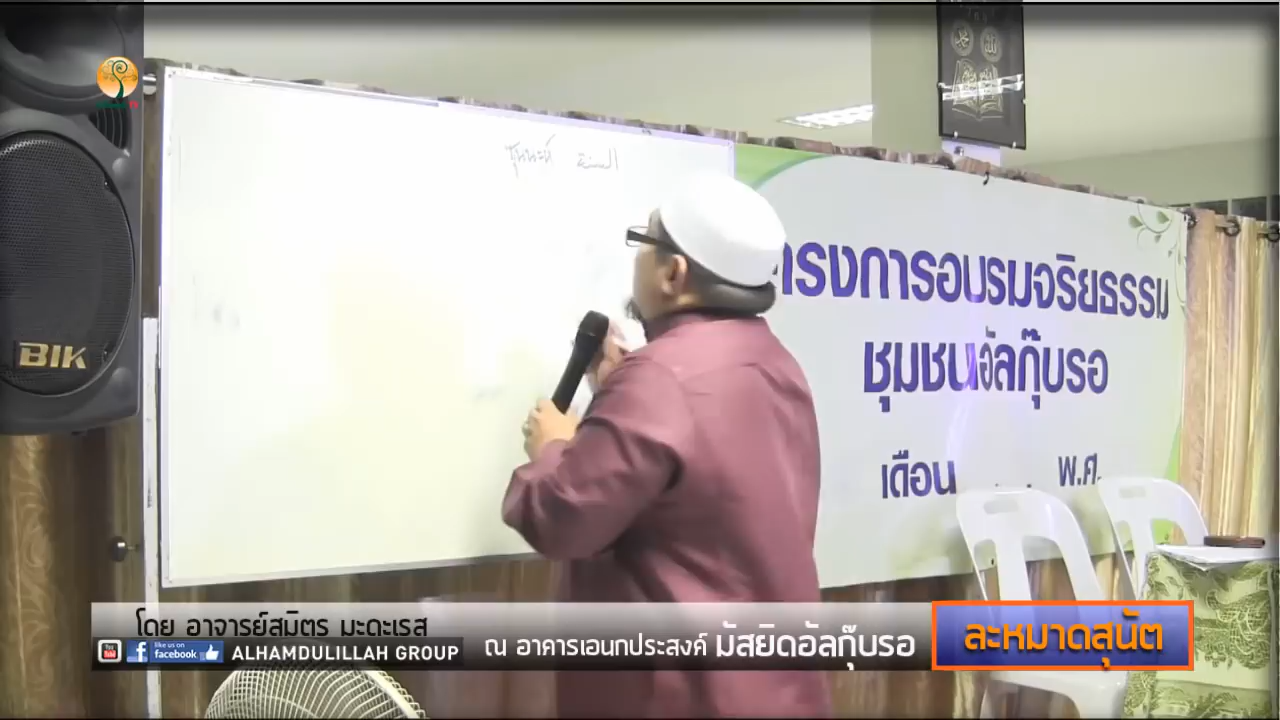 ซุนนะห์ السنة
BIK
โครงการอบรมจริยธรรม
ชุมชนอัลกุ๊บรอ
เดือน พ.ศ.
โดย อาจารย์สมิตร มะดะเรส
You Tube
like us on
facebook
ALHAMDULILLAH GROUP
ณ อาคารเอนกประสงค์ มัสยิดอัลกุ๊บรอ
ละหมาดสุนัต